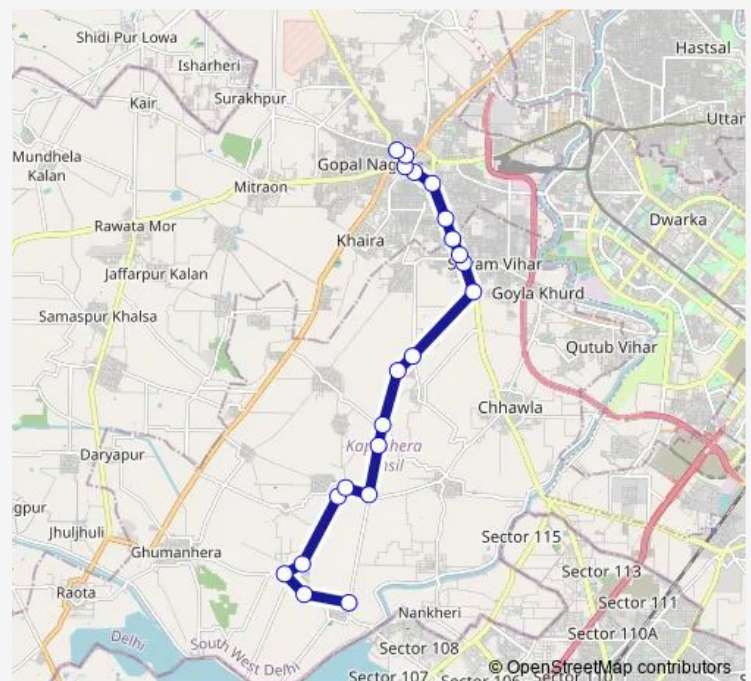 Shidi Pur Lowa
Hastsal
Isharheri
Kair
Surakhpur
Uttar
Mundhela
Kalan
Gopal Nag
Mitraon
Dwarka
Rawata Mor
Khaira
Jaffarpur Kalan
Vihar
Goyla Khurd
Samaspur Khalsa
Qutub Vihar
Chhawla
Daryapur
gpur
Jhuljhuli
Sector 115
Ghumanhera
Sector 113
Raota
Sector 111
Nankheri
Delhi
South West Delhi
Sector 110A
Sector 108
© OpenStreetMap contributors
Sector 107